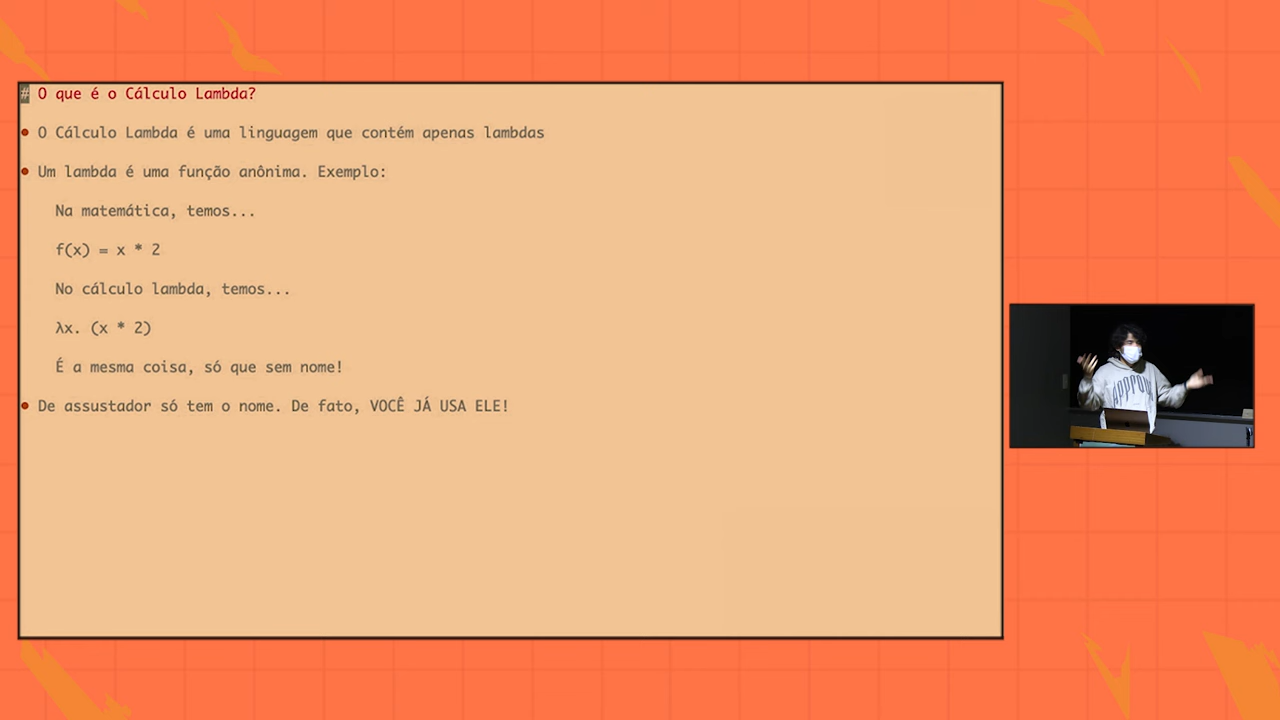 # O que é o Cálculo Lambda?
• O Cálculo Lambda é uma linguagem que contém apenas lambdas
• Um lambda é uma função anônima. Exemplo:
Na matemática, temos...
f(x) = x * 2
No cálculo lambda, temos...
λx. (x * 2)
É a mesma coisa, só que sem nome!
• De assustador só tem o nome. De fato, VOCÊ JÁ USA ELE!